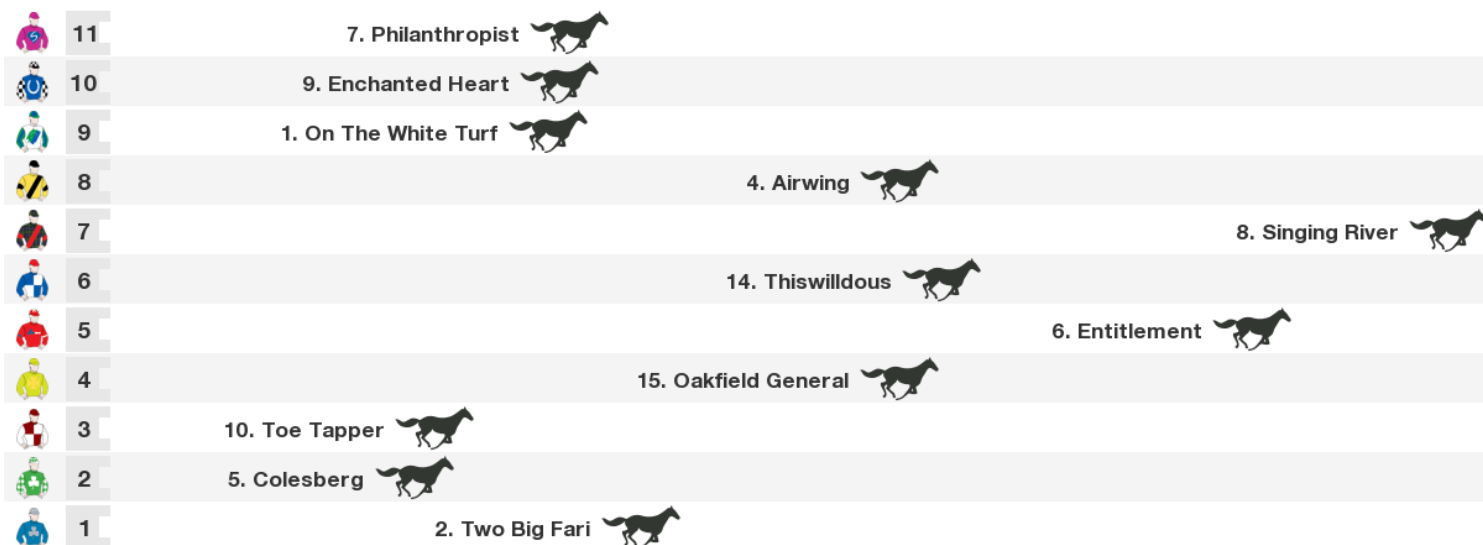 11 7. Philanthropist
10 9. Enchanted Heart
9 1. On The White Turf
8 4. Airwing
7 8. Singing River
6 14. Thiswilldous
5 6. Entitlement
4 15. Oakfield General
3 10. Toe Tapper
2 5. Colesberg
1 2. Two Big Fari